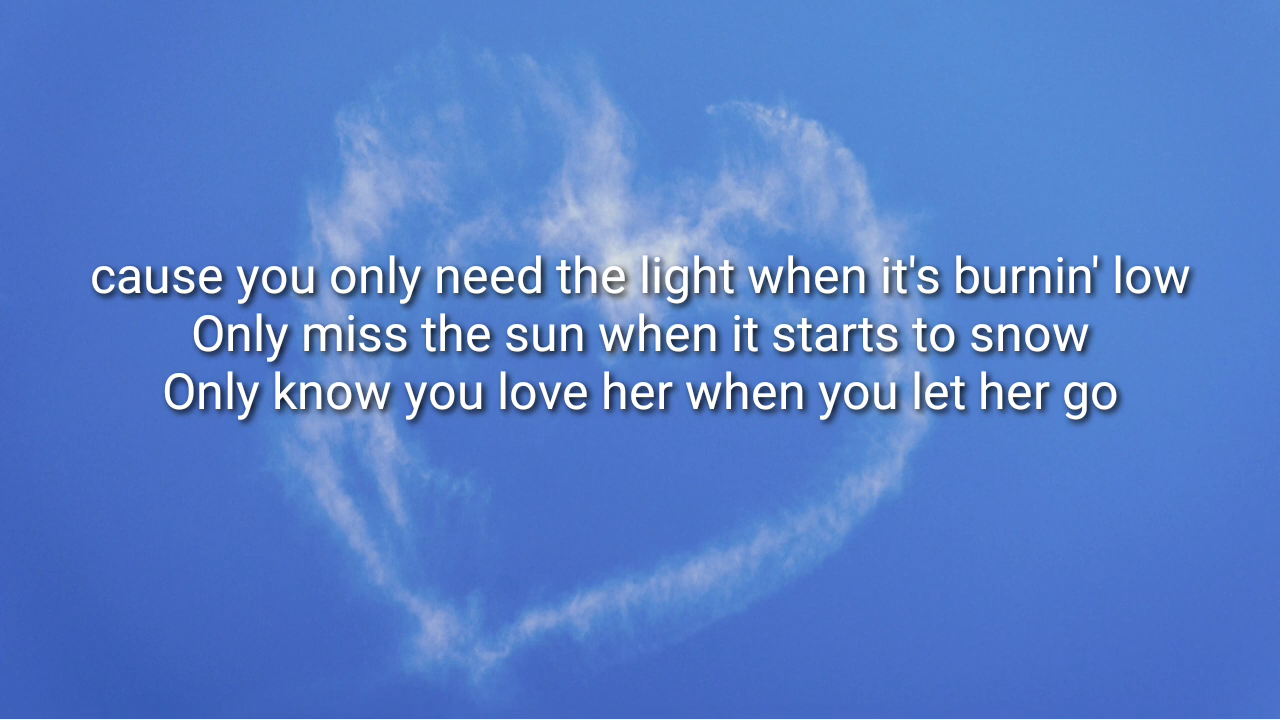 cause you only need the light when it's burnin' low
Only miss the sun when it starts to snow
Only know you love her when you let her go